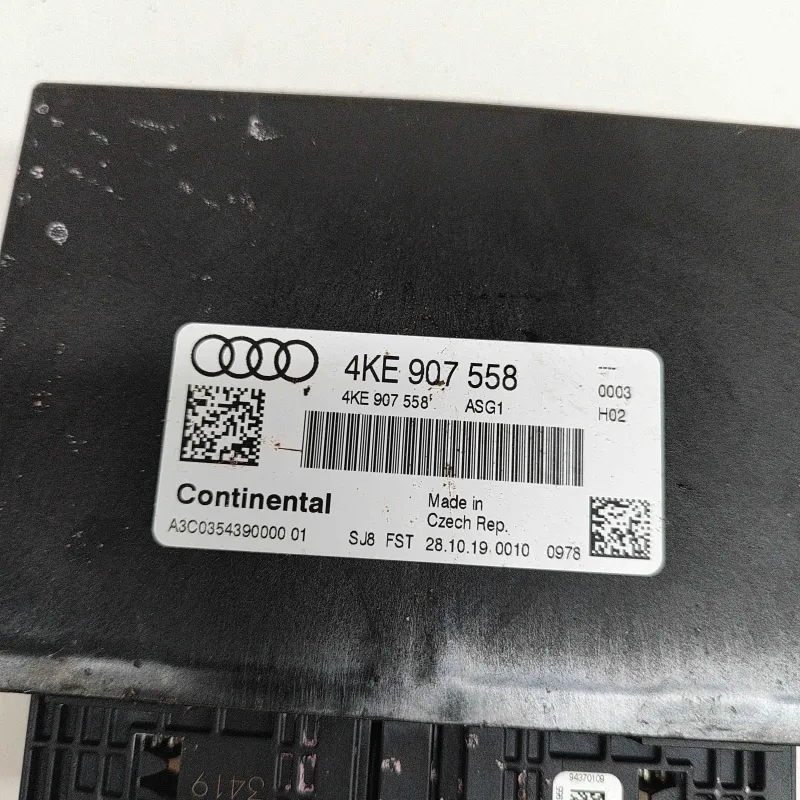 4KE 907 558
4KE 907 558 ASG1
---
0003
H02
Continental
A3C0354390000 01
Made in
Czech Rep.
SJ8 FST 28.10.19 0010 0978
3419
94370109